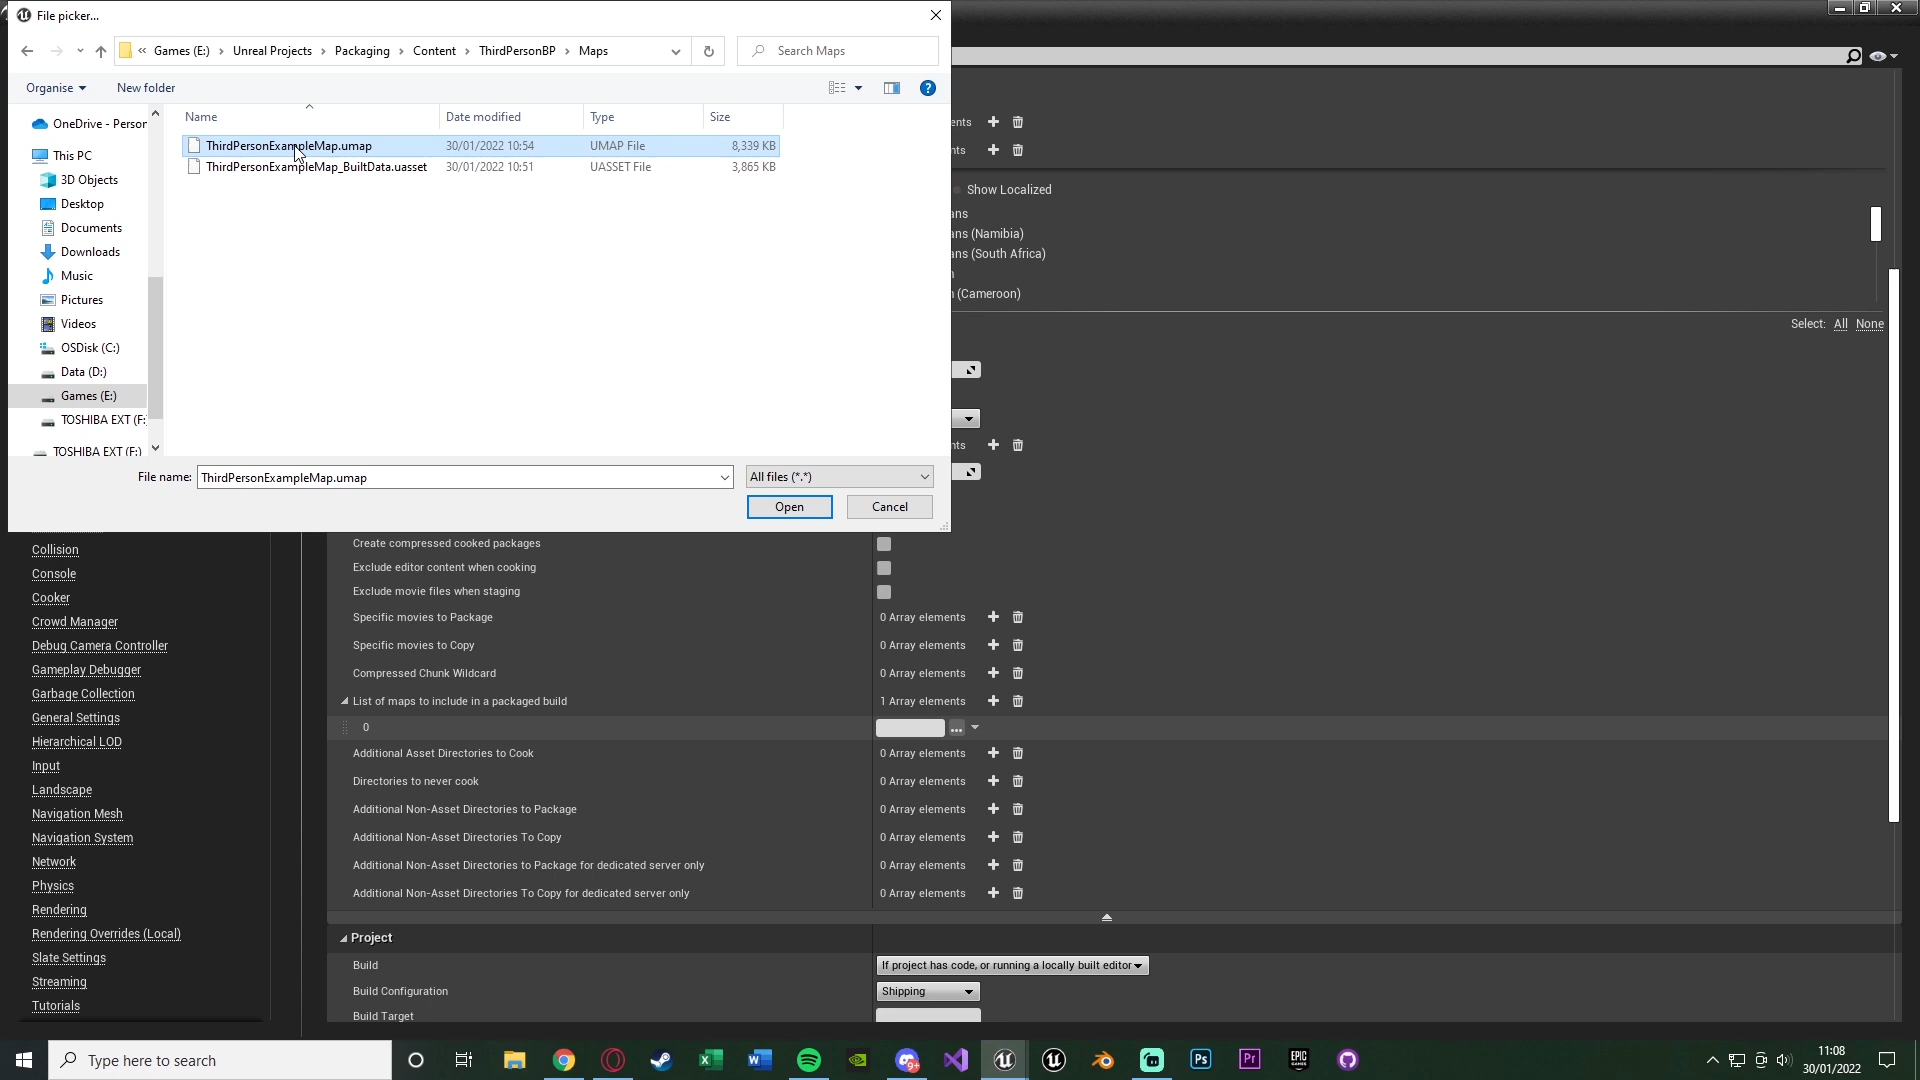 File picker...
« Games (E:) › Unreal Projects › Packaging › Content › ThirdPersonBP › Maps
Search Maps
Organise
New folder
Name Date modified Type Size
ThirdPersonExampleMap.umap 30/01/2022 10:54 UMAP File 8,339 KB
ThirdPersonExampleMap_BuiltData.uasset 30/01/2022 10:51 UASSET File 3,865 KB
OneDrive - Person
This PC
3D Objects
Desktop
Documents
Downloads
Music
Pictures
Videos
OSDisk (C:)
Data (D:)
Games (E:)
TOSHIBA EXT (F:
TOSHIBA EXT (F:)
File name: ThirdPersonExampleMap.umap
All files (*.*)
Open
Cancel
ents
nts
Show Localized
ans
ans (Namibia)
ans (South Africa)
(Cameroon)
Select: All None
nts
Collision
Console
Cooker
Crowd Manager
Debug Camera Controller
Gameplay Debugger
Garbage Collection
General Settings
Hierarchical LOD
Input
Landscape
Navigation Mesh
Navigation System
Network
Physics
Rendering
Rendering Overrides (Local)
Slate Settings
Streaming
Tutorials
Create compressed cooked packages
Exclude editor content when cooking
Exclude movie files when staging
Specific movies to Package 0 Array elements
Specific movies to Copy 0 Array elements
Compressed Chunk Wildcard 0 Array elements
List of maps to include in a packaged build 1 Array elements
0 ...
Additional Asset Directories to Cook 0 Array elements
Directories to never cook 0 Array elements
Additional Non-Asset Directories to Package 0 Array elements
Additional Non-Asset Directories To Copy 0 Array elements
Additional Non-Asset Directories to Package for dedicated server only 0 Array elements
Additional Non-Asset Directories To Copy for dedicated server only 0 Array elements
Project
Build If project has code, or running a locally built editor
Build Configuration Shipping
Build Target
Type here to search
9+
Ps
Pr
EPIC GAMES
11:08
30/01/2022